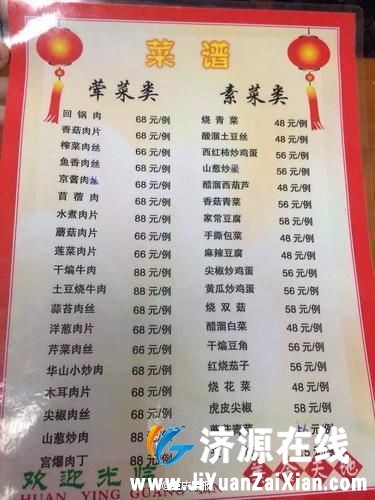 菜谱
荤菜类
回锅肉 68元/例
香菇肉片 68元/例
榨菜肉丝 66元/例
鱼香肉丝 68元/例
京酱肉丝 68元/例
苜蓿肉 68元/例
水煮肉片 88元/例
蘑菇肉片 66元/例
莲菜肉片 66元/例
干煸牛肉 88元/例
土豆烧牛肉 88元/例
蒜苔肉丝 68元/例
洋葱肉片 68元/例
芹菜肉丝 66元/例
华山小炒肉 68元/例
木耳肉片 68元/例
尖椒肉丝 68元/例
山葱炒肉 68元/例
宫爆肉丁 88元/例
素菜类
烧青菜 48元/例
酸溜土豆丝 48元/例
西红柿炒鸡蛋 56元/例
山葱炒蛋 56元/例
醋溜西葫芦 48元/例
香菇青菜 56元/例
家常豆腐 58元/例
手撕包菜 48元/例
麻辣豆腐 48元/例
尖椒炒鸡蛋 56元/例
黄瓜炒鸡蛋 56元/例
烧双菇 58元/例
醋溜白菜 48元/例
干煸豆角 56元/例
红烧茄子 56元/例
烧花菜 48元/例
虎皮尖椒 58元/例
青菜 元/例
济源在线
www.JiYuanZaiXian.com
欢迎光临
HUAN YING GUANG
美食天地